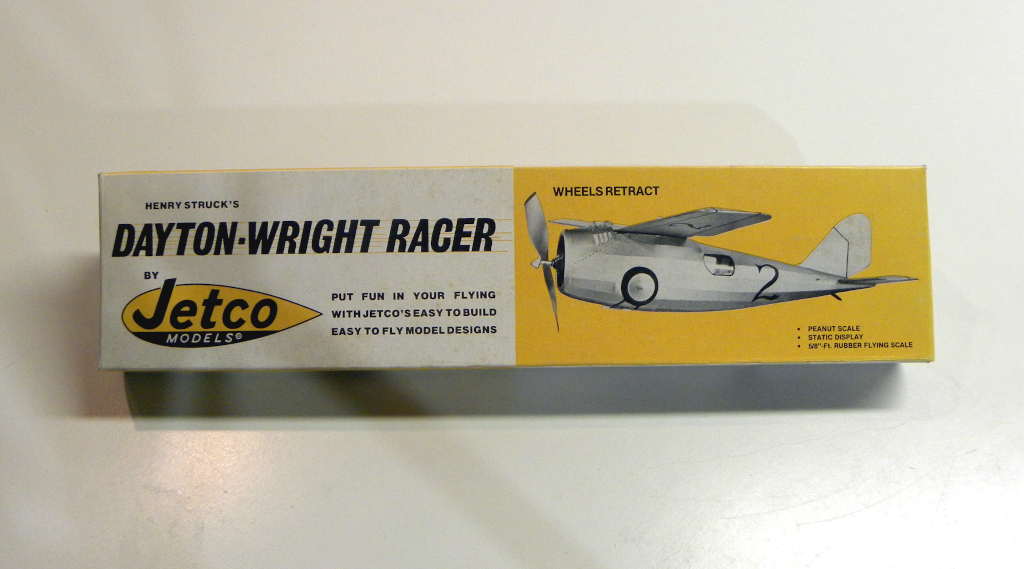 HENRY STRUCK'S
DAYTON-WRIGHT RACER
BY
Jetco
MODELS®
PUT FUN IN YOUR FLYING
WITH JETCO'S EASY TO BUILD
EASY TO FLY MODEL DESIGNS
WHEELS RETRACT
2
• PEANUT SCALE
• STATIC DISPLAY
• 5/8"-Ft. RUBBER FLYING SCALE